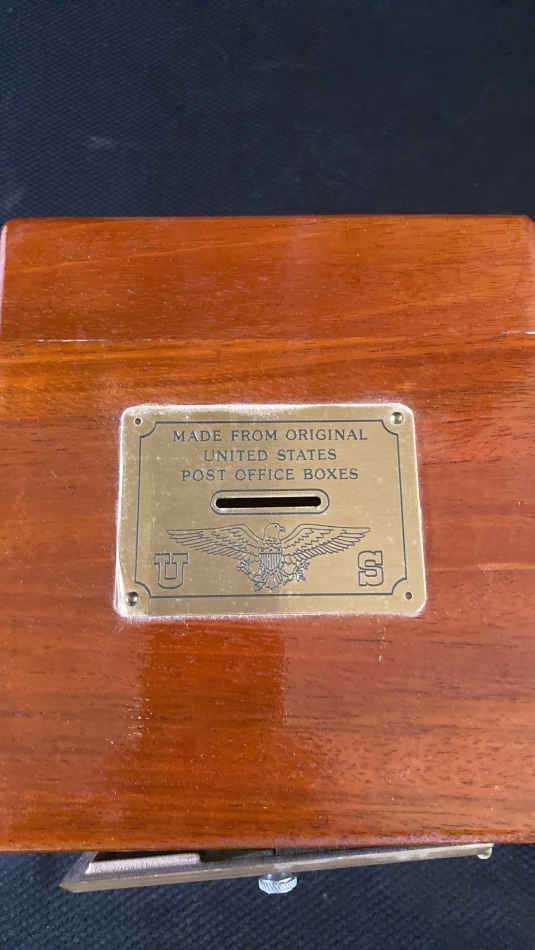 MADE FROM ORIGINAL
UNITED STATES
POST OFFICE BOXES
U S